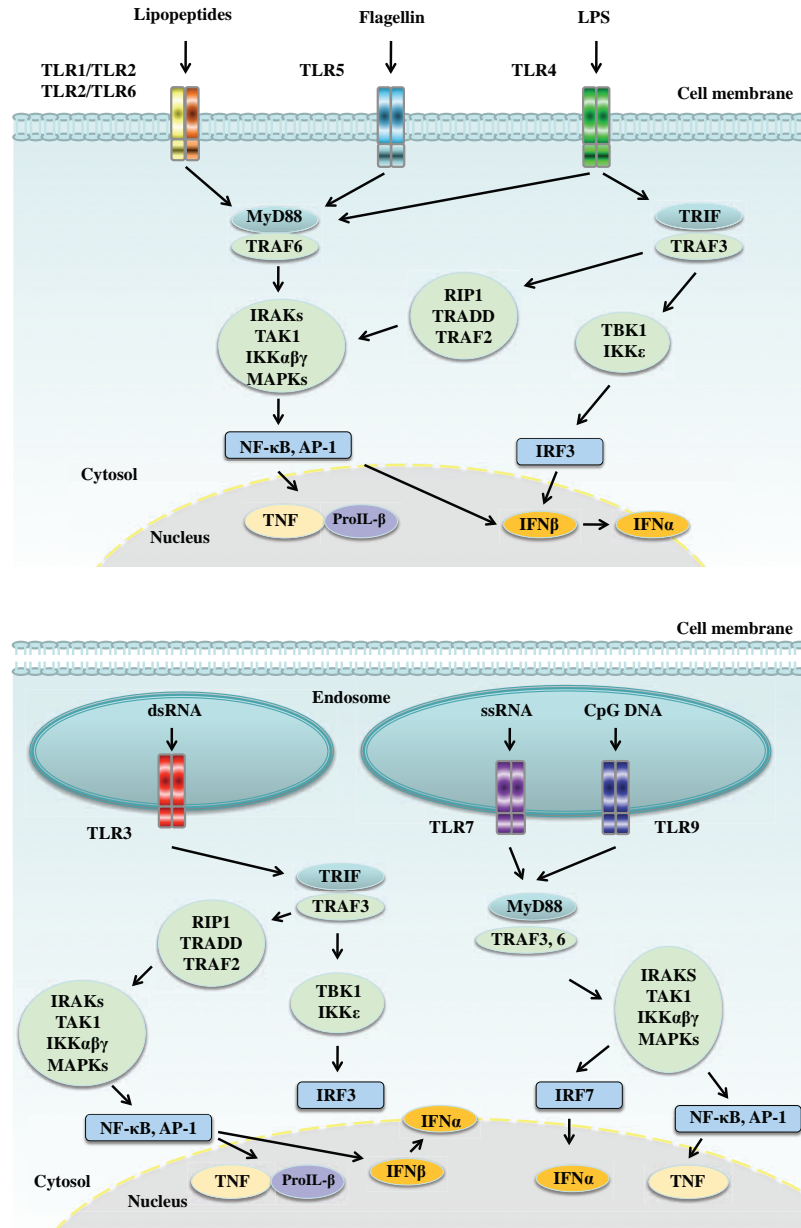 Lipopeptides
Flagellin
LPS
TLR1/TLR2
TLR2/TLR6
TLR5
TLR4
Cell membrane
MyD88
TRAF6
TRIF
TRAF3
RIP1
TRADD
TRAF2
IRAKs
TAK1
IKKαβγ
MAPKs
TBK1
IKKε
NF-κB, AP-1
IRF3
Cytosol
TNF
ProIL-β
IFNβ
IFNα
Nucleus
Cell membrane
Endosome
dsRNA
ssRNA
CpG DNA
TLR3
TLR7
TLR9
TRIF
TRAF3
MyD88
TRAF3, 6
RIP1
TRADD
TRAF2
IRAKs
TAK1
IKKαβγ
MAPKs
TBK1
IKKε
IRAKS
TAK1
IKKαβγ
MAPKs
IRF3
IRF7
NF-κB, AP-1
NF-κB, AP-1
IFNα
Cytosol
TNF
ProIL-β
IFNβ
IFNα
TNF
Nucleus